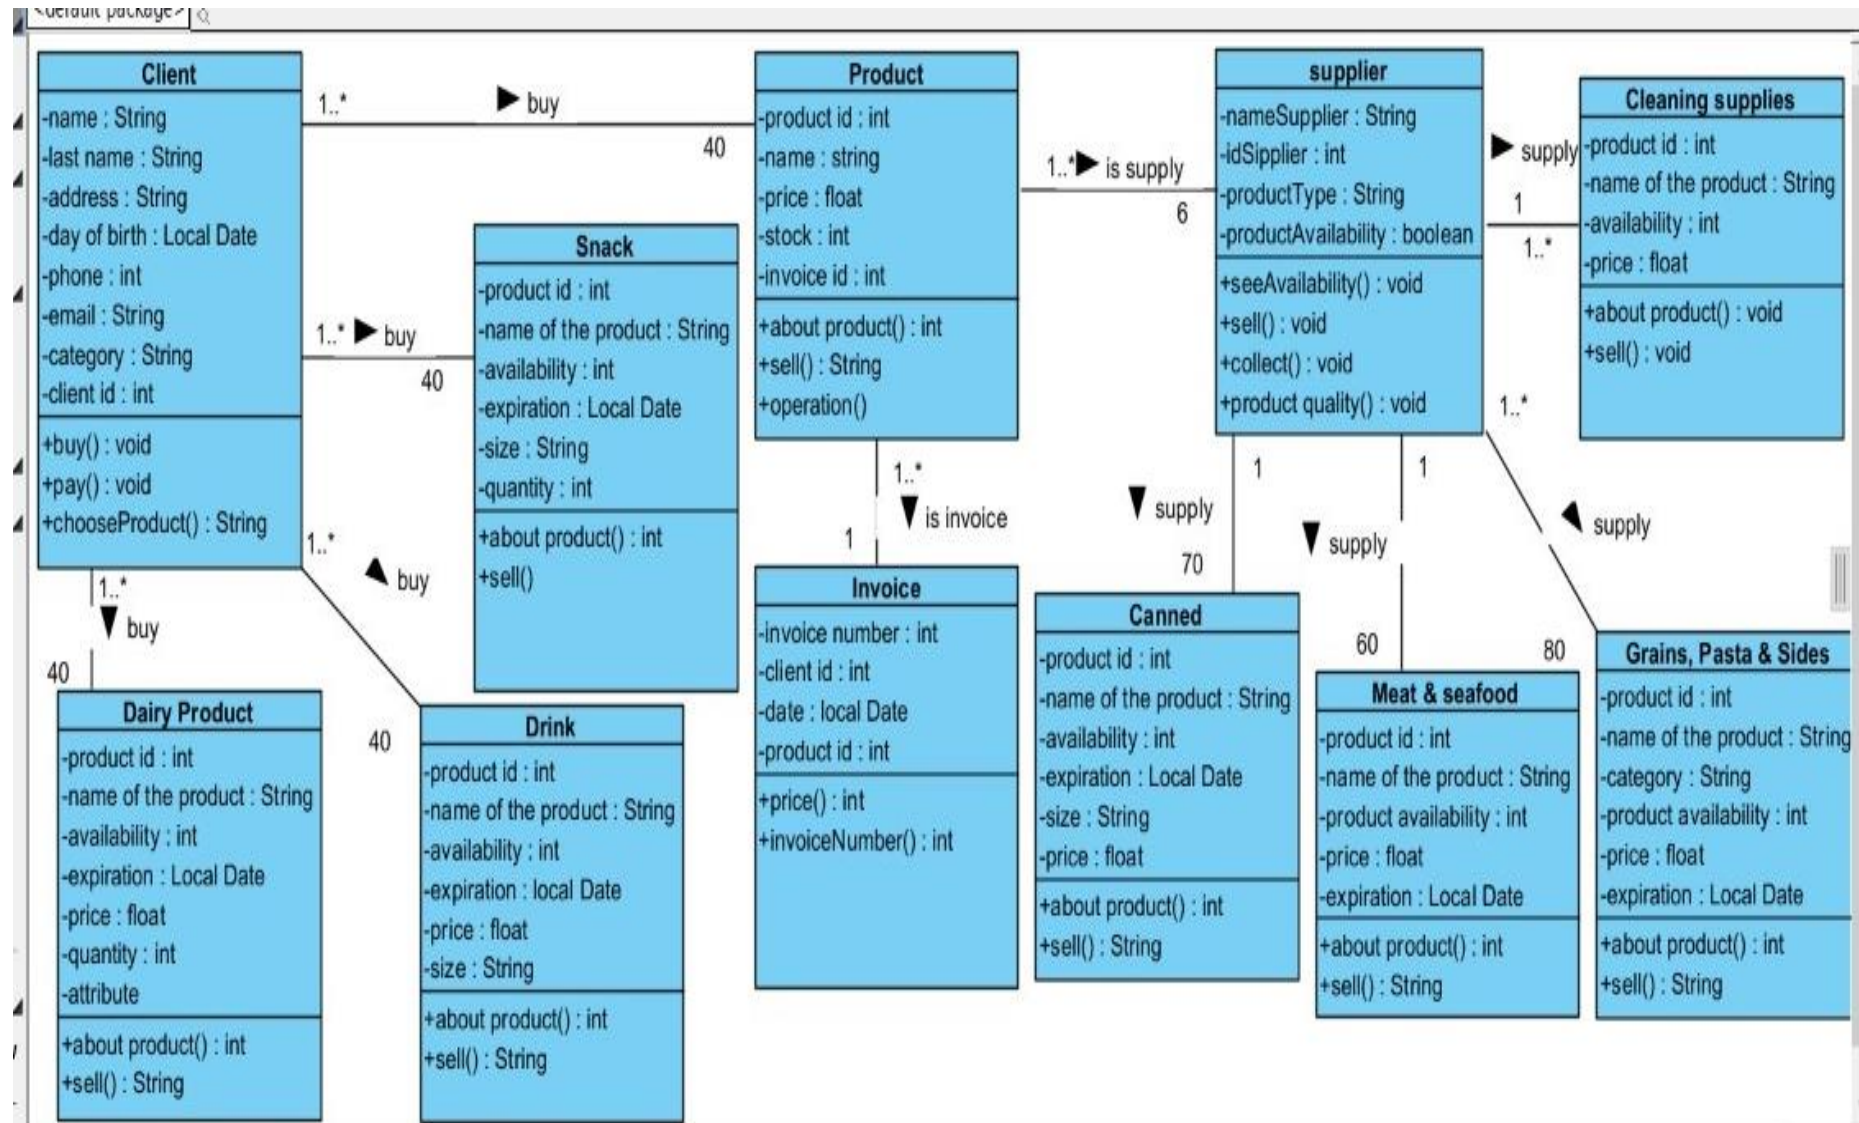 <default package>
Client
-name : String
-last name : String
-address : String
-day of birth : Local Date
-phone : int
-email : String
-category : String
-client id : int
+buy() : void
+pay() : void
+chooseProduct() : String
1..*
buy
40
1..*
buy
40
1..*
buy
40
1..*
buy
40
Snack
-product id : int
-name of the product : String
-availability : int
-expiration : Local Date
-size : String
-quantity : int
+about product() : int
+sell()
Product
-product id : int
-name : string
-price : float
-stock : int
-invoice id : int
+about product() : int
+sell() : String
+operation()
1..*
is supply
6
1..*
is invoice
1
supplier
-nameSupplier : String
-idSipplier : int
-productType : String
-productAvailability : boolean
+seeAvailability() : void
+sell() : void
+collect() : void
+product quality() : void
supply
1
1..*
Cleaning supplies
-product id : int
-name of the product : String
-availability : int
-price : float
+about product() : void
+sell() : void
1
supply
70
1
supply
60
1..*
supply
80
Dairy Product
-product id : int
-name of the product : String
-availability : int
-expiration : Local Date
-price : float
-quantity : int
-attribute
+about product() : int
+sell() : String
Drink
-product id : int
-name of the product : String
-availability : int
-expiration : local Date
-price : float
-size : String
+about product() : int
+sell() : String
Invoice
-invoice number : int
-client id : int
-date : local Date
-product id : int
+price() : int
+invoiceNumber() : int
Canned
-product id : int
-name of the product : String
-availability : int
-expiration : Local Date
-size : String
-price : float
+about product() : int
+sell() : String
Meat & seafood
-product id : int
-name of the product : String
-product availability : int
-price : float
-expiration : Local Date
+about product() : int
+sell() : String
Grains, Pasta & Sides
-product id : int
-name of the product : String
-category : String
-product availability : int
-price : float
-expiration : Local Date
+about product() : int
+sell() : String